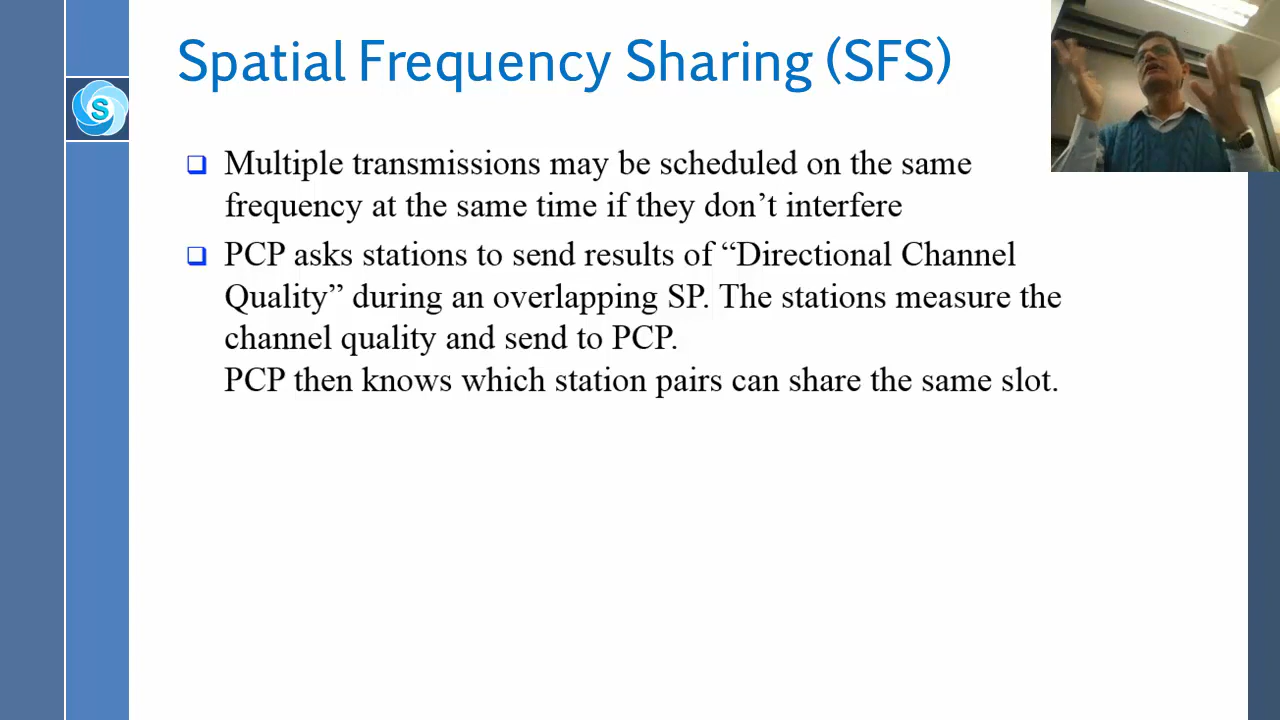 Spatial Frequency Sharing (SFS)
S
Multiple transmissions may be scheduled on the same
frequency at the same time if they don’t interfere
PCP asks stations to send results of “Directional Channel
Quality” during an overlapping SP. The stations measure the
channel quality and send to PCP.
PCP then knows which station pairs can share the same slot.